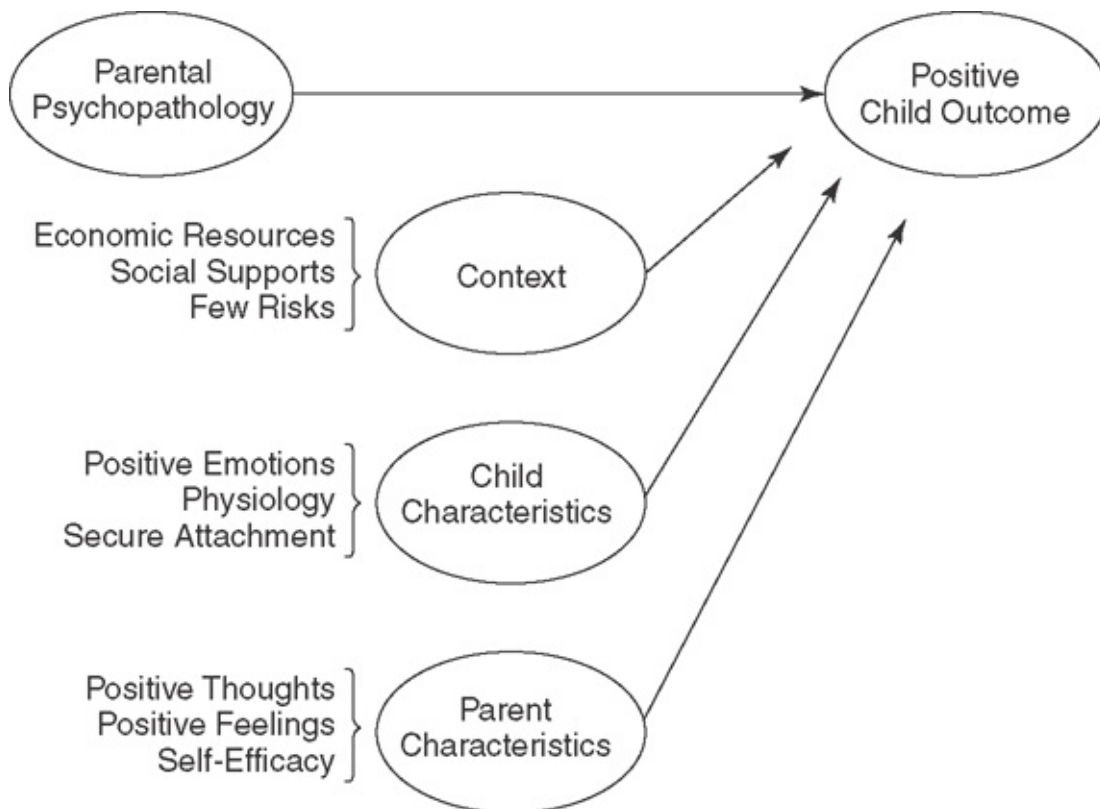 Parental
Psychopathology
Positive
Child Outcome
Economic Resources
Social Supports
Few Risks
Context
Positive Emotions
Physiology
Secure Attachment
Child
Characteristics
Positive Thoughts
Positive Feelings
Self-Efficacy
Parent
Characteristics